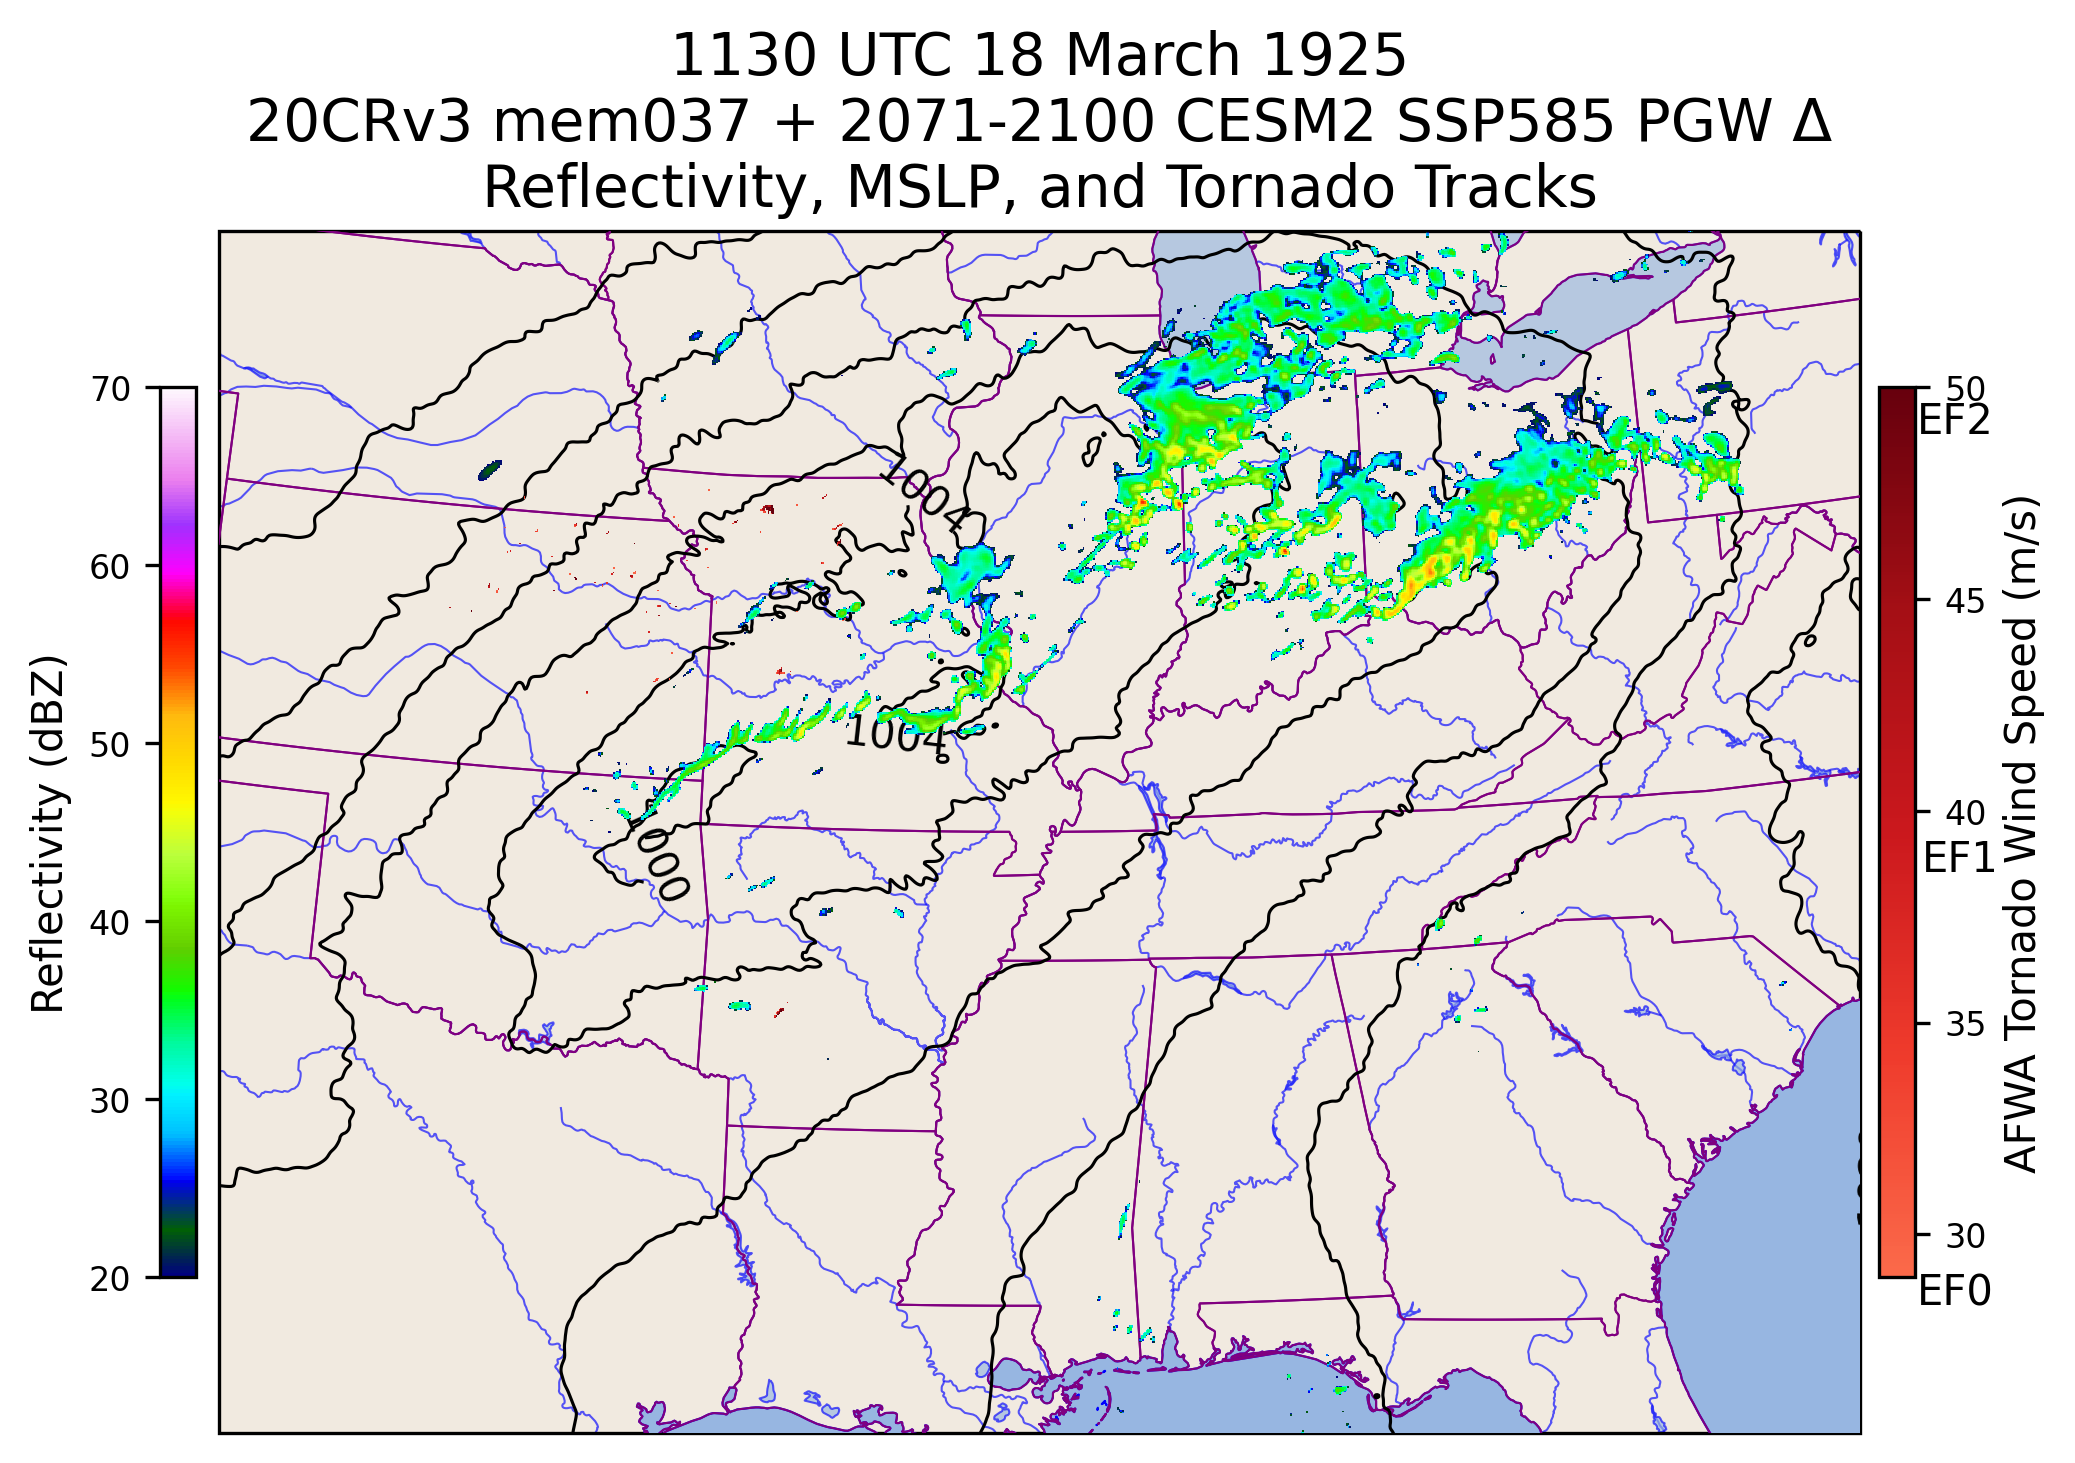 1130 UTC 18 March 1925
20CRv3 mem037 + 2071-2100 CESM2 SSP585 PGW Δ
Reflectivity, MSLP, and Tornado Tracks
70
60
50
40
30
20
Reflectivity (dBZ)
1004
1004
000
50
EF2
45
40
EF1
35
30
EF0
AFWA Tornado Wind Speed (m/s)